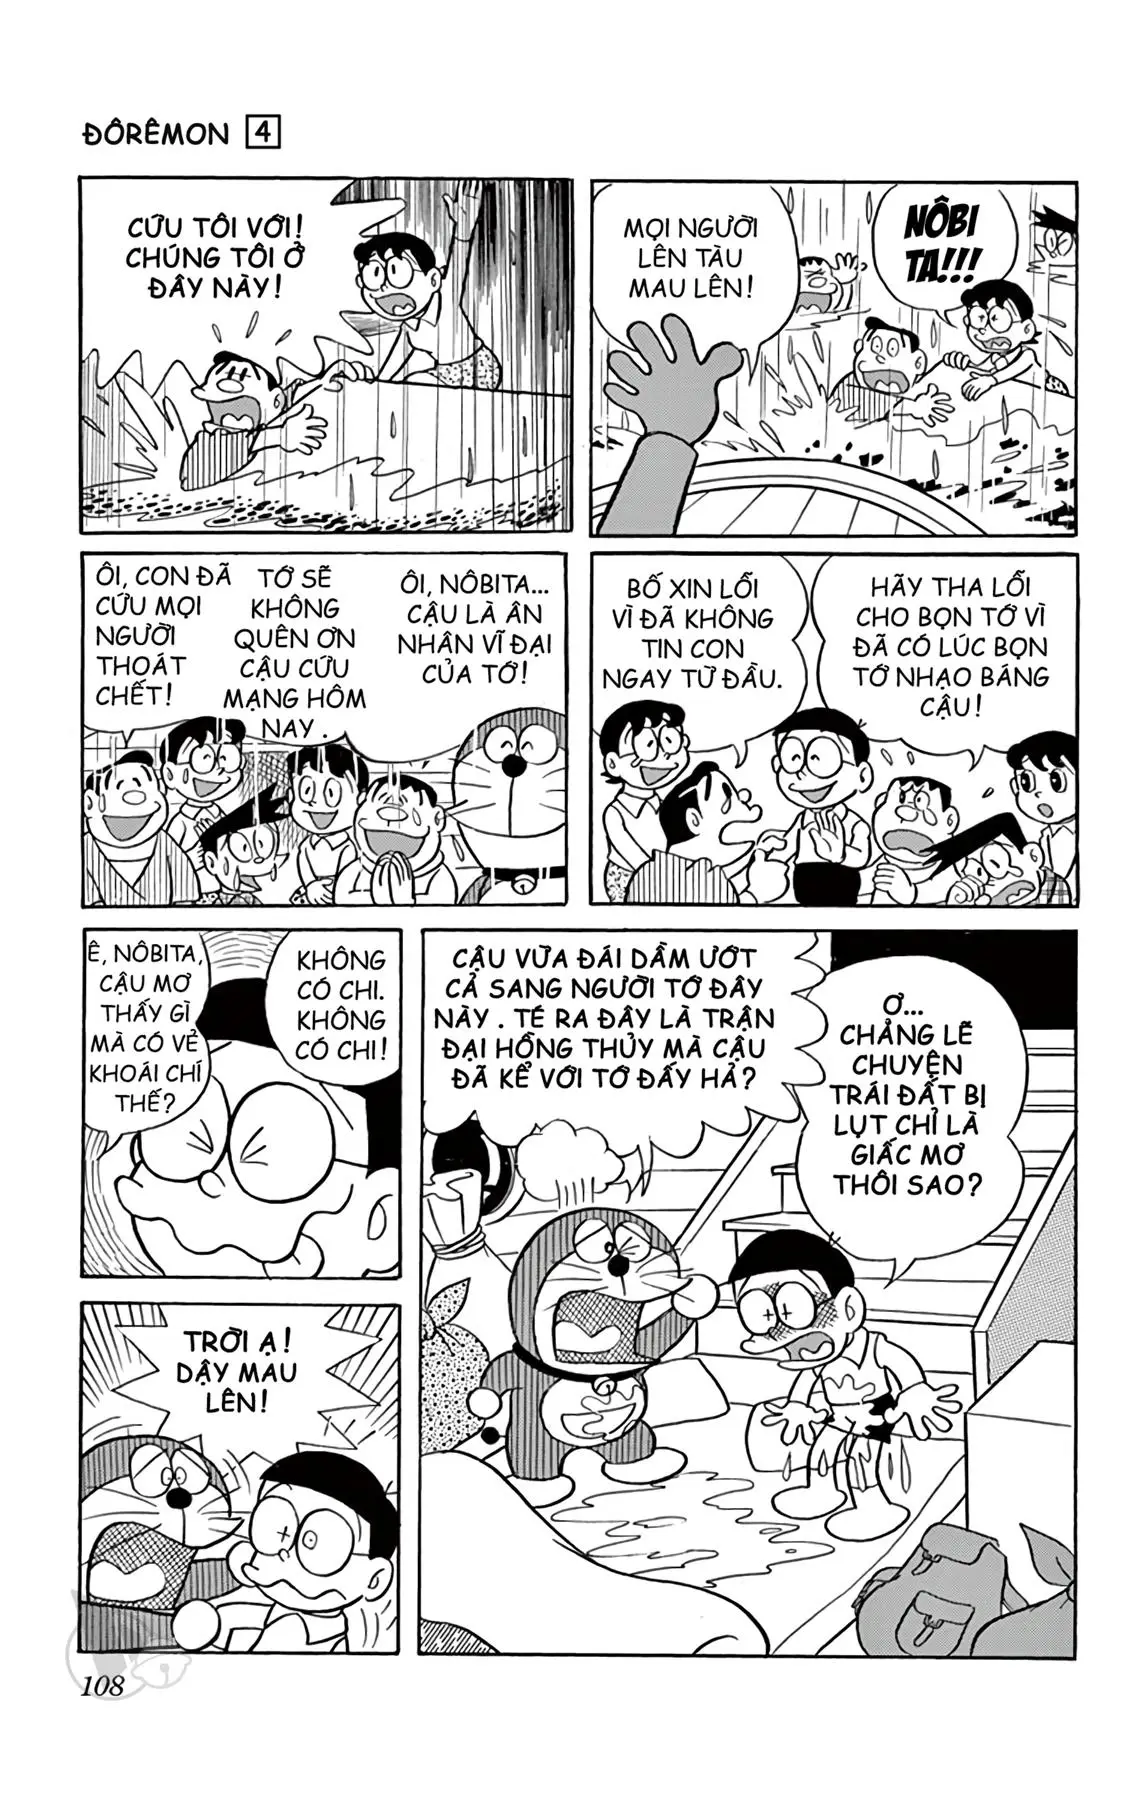 ĐÔRÊMON 4
CỨU TÔI VỚI!
CHÚNG TÔI Ở
ĐÂY NÀY!
MỌI NGƯỜI
LÊN TÀU
MAU LÊN!
NÔBI
TA!!!
ÔI, CON ĐÃ
CỨU MỌI
NGƯỜI
THOÁT
CHẾT!
TỚ SẼ
KHÔNG
QUÊN ƠN
CẬU CỨU
MẠNG HÔM
NAY.
ÔI, NÔBITA...
CẬU LÀ ÂN
NHÂN VĨ ĐẠI
CỦA TỚ!
BỐ XIN LỖI
VÌ ĐÃ KHÔNG
TIN CON
NGAY TỪ ĐẦU.
HÃY THA LỖI
CHO BỌN TỚ VÌ
ĐÃ CÓ LÚC BỌN
TỚ NHẠO BÁNG
CẬU!
Ê, NÔBITA,
CẬU MƠ
THẤY GÌ
MÀ CÓ VẺ
KHOÁI CHÍ
THẾ?
KHÔNG
CÓ CHI.
KHÔNG
CÓ CHI!
TRỜI Ạ!
DẬY MAU
LÊN!
CẬU VỪA ĐÁI DẦM ƯỚT
CẢ SANG NGƯỜI TỚ ĐÂY
NÀY. TÉ RA ĐÂY LÀ TRẬN
ĐẠI HỒNG THỦY MÀ CẬU
ĐÃ KỂ VỚI TỚ ĐẤY HẢ?
Ơ...
CHẲNG LẼ
CHUYỆN
TRÁI ĐẤT BỊ
LỤT CHỈ LÀ
GIẤC MƠ
THÔI SAO?
108